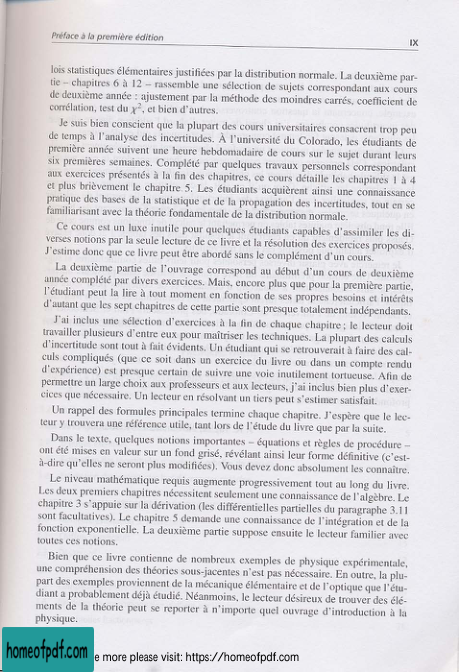 Préface à la première édition
IX
lois statistiques élémentaires justifiées par la distribution normale. La deuxième par-
tie – chapitres 6 à 12 – rassemble une sélection de sujets correspondant aux cours
de deuxième année : ajustement par la méthode des moindres carrés, coefficient de
corrélation, test du χ², et bien d'autres.
Je suis bien conscient que la plupart des cours universitaires consacrent trop peu
de temps à l'analyse des incertitudes. À l'université du Colorado, les étudiants de
première année suivent une heure hebdomadaire de cours sur le sujet durant leurs
six premières semaines. Complété par quelques travaux personnels correspondant
aux exercices présentés à la fin des chapitres, ce cours détaille les chapitres 1 à 4
et plus brièvement le chapitre 5. Les étudiants acquièrent ainsi une connaissance
pratique des bases de la statistique et de la propagation des incertitudes, tout en se
familiarisant avec la théorie fondamentale de la distribution normale.
Ce cours est un luxe inutile pour quelques étudiants capables d'assimiler les di-
verses notions par la seule lecture de ce livre et la résolution des exercices proposés.
J'estime donc que ce livre peut être abordé sans le complément d'un cours.
La deuxième partie de l'ouvrage correspond au début d'un cours de deuxième
année complété par divers exercices. Mais, encore plus que pour la première partie,
l'étudiant peut la lire à tout moment en fonction de ses propres besoins et intérêts
d'autant que les sept chapitres de cette partie sont presque totalement indépendants.
J'ai inclus une sélection d'exercices à la fin de chaque chapitre ; le lecteur doit
travailler plusieurs d'entre eux pour maîtriser les techniques. La plupart des calculs
d'incertitude sont tout à fait évidents. Un étudiant qui se retrouverait à faire des cal-
culs compliqués (que ce soit dans un exercice du livre ou dans un compte rendu
d'expérience) est presque certain de suivre une voie inutilement tortueuse. Afin de
permettre un large choix aux professeurs et aux lecteurs, j'ai inclus bien plus d'exer-
cices que nécessaire. Un lecteur en résolvant un tiers peut s'estimer satisfait.
Un rappel des formules principales termine chaque chapitre. J'espère que le lec-
teur y trouvera une référence utile, tant lors de l'étude du livre que par la suite.
Dans le texte, quelques notions importantes – équations et règles de procédure –
ont été mises en valeur sur un fond grisé, révélant ainsi leur forme définitive (c'est-
à-dire qu'elles ne seront plus modifiées). Vous devez donc absolument les connaître.
Le niveau mathématique requis augmente progressivement tout au long du livre.
Les deux premiers chapitres nécessitent seulement une connaissance de l'algèbre. Le
chapitre 3 s'appuie sur la dérivation (les différentielles partielles du paragraphe 3.11
sont facultatives). Le chapitre 5 demande une connaissance de l'intégration et de la
fonction exponentielle. La deuxième partie suppose ensuite le lecteur familier avec
toutes ces notions.
Bien que ce livre contienne de nombreux exemples de physique expérimentale,
une compréhension des théories sous-jacentes n'est pas nécessaire. En outre, la plu-
part des exemples proviennent de la mécanique élémentaire et de l'optique que l'étu-
diant a probablement déjà étudié. Néanmoins, le lecteur désireux de trouver des élé-
ments de la théorie peut se reporter à n'importe quel ouvrage d'introduction à la
physique.
homeofpdf.com
e more please visit: https://homeofpdf.com